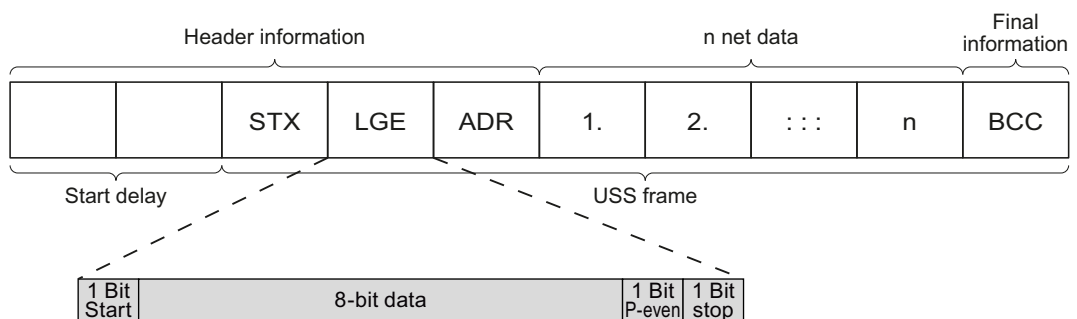 Header information
n net data
Final
information
STX LGE ADR 1. 2. : : : n BCC
Start delay
USS frame
1 Bit
Start
8-bit data
1 Bit
P-even
1 Bit
stop